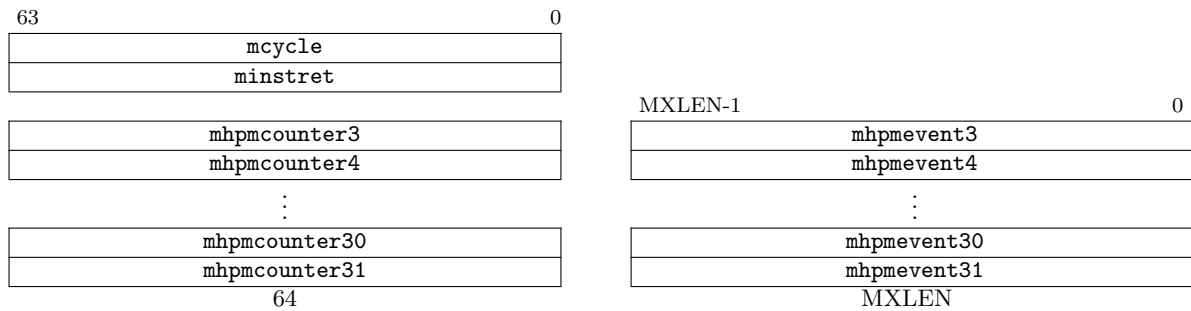 63 0
mcycle
minstret
MXLEN-1 0
mhpmcounter3 mhpmevent3
mhpmcounter4 mhpmevent4
⋮ ⋮
mhpmcounter30 mhpmevent30
mhpmcounter31 mhpmevent31
64 MXLEN